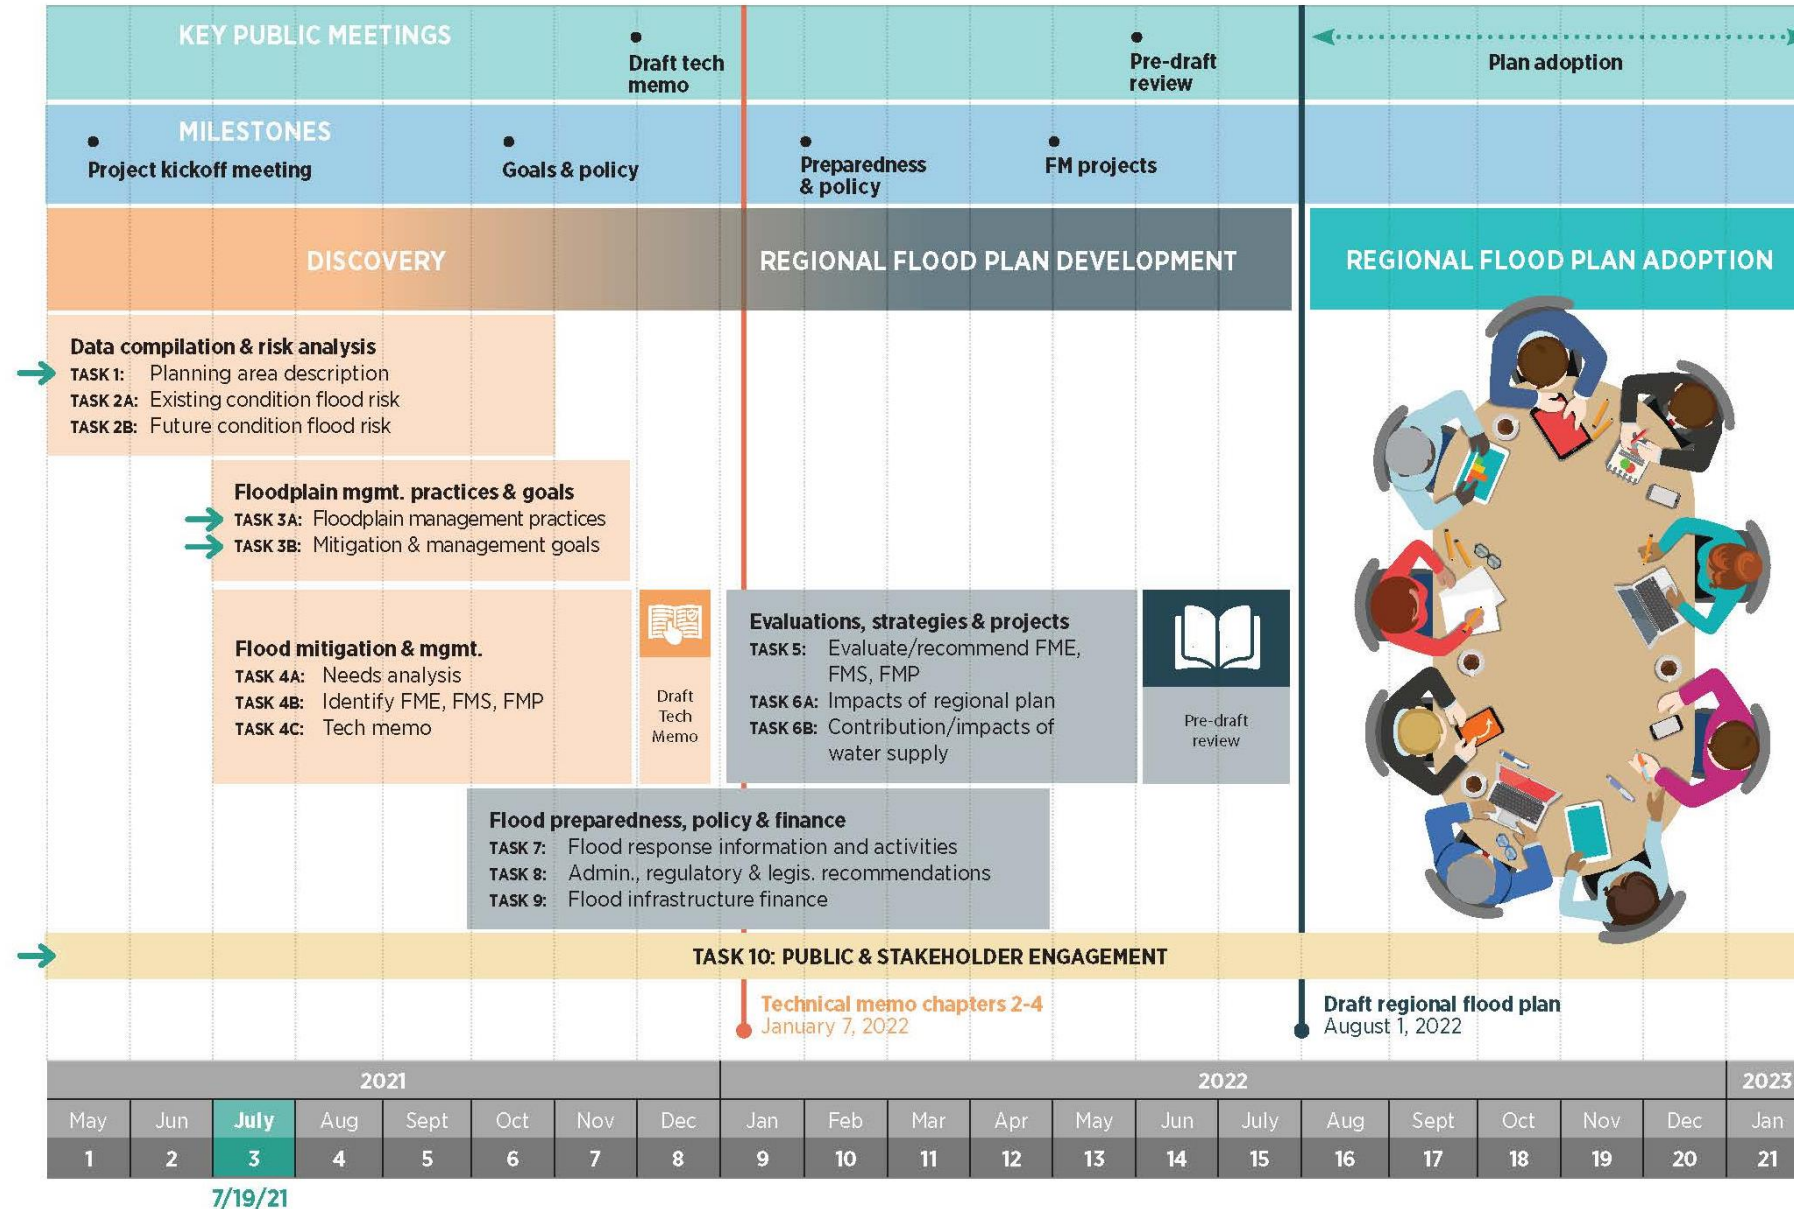 KEY PUBLIC MEETINGS
Draft tech
memo
Pre-draft
review
Plan adoption
MILESTONES
Project kickoff meeting
Goals & policy
Preparedness
& policy
FM projects
DISCOVERY
REGIONAL FLOOD PLAN DEVELOPMENT
REGIONAL FLOOD PLAN ADOPTION
Data compilation & risk analysis
TASK 1: Planning area description
TASK 2A: Existing condition flood risk
TASK 2B: Future condition flood risk
Floodplain mgmt. practices & goals
TASK 3A: Floodplain management practices
TASK 3B: Mitigation & management goals
Flood mitigation & mgmt.
TASK 4A: Needs analysis
TASK 4B: Identify FME, FMS, FMP
TASK 4C: Tech memo
Draft
Tech
Memo
Evaluations, strategies & projects
TASK 5: Evaluate/recommend FME,
FMS, FMP
TASK 6A: Impacts of regional plan
TASK 6B: Contribution/impacts of
water supply
Pre-draft
review
Flood preparedness, policy & finance
TASK 7: Flood response information and activities
TASK 8: Admin., regulatory & legis. recommendations
TASK 9: Flood infrastructure finance
TASK 10: PUBLIC & STAKEHOLDER ENGAGEMENT
Technical memo chapters 2-4
January 7, 2022
Draft regional flood plan
August 1, 2022
2021 2022 2023
May Jun July Aug Sept Oct Nov Dec Jan Feb Mar Apr May Jun July Aug Sept Oct Nov Dec Jan
1 2 3 4 5 6 7 8 9 10 11 12 13 14 15 16 17 18 19 20 21
7/19/21